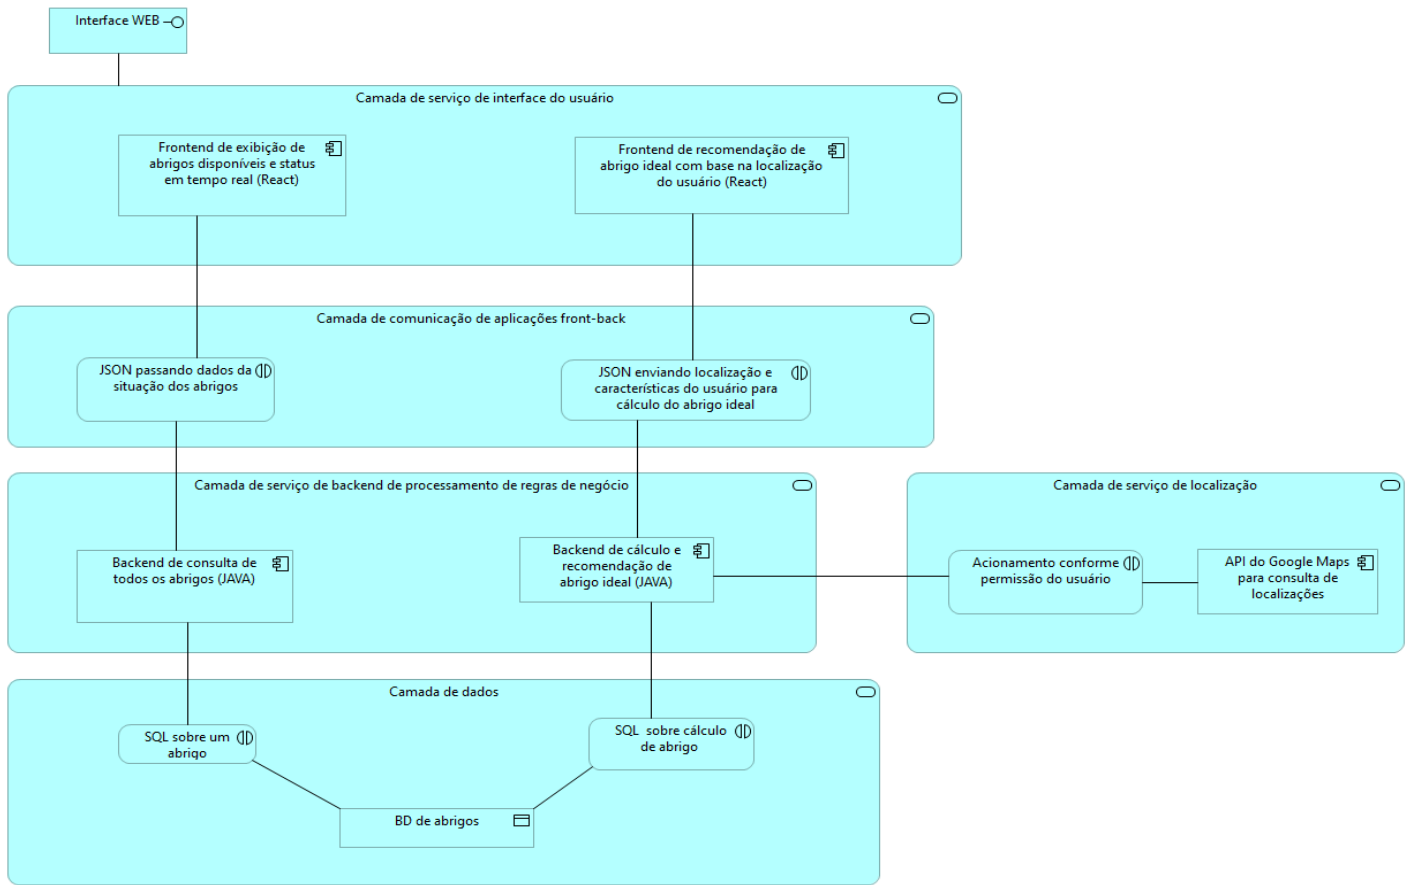 Interface WEB
Camada de serviço de interface do usuário
Frontend de exibição de
abrigos disponíveis e status
em tempo real (React)
Frontend de recomendação de
abrigo ideal com base na localização
do usuário (React)
Camada de comunicação de aplicações front-back
JSON passando dados da
situação dos abrigos
JSON enviando localização e
características do usuário para
cálculo do abrigo ideal
Camada de serviço de backend de processamento de regras de negócio
Backend de consulta de
todos os abrigos (JAVA)
Backend de cálculo e
recomendação de
abrigo ideal (JAVA)
Camada de serviço de localização
Acionamento conforme
permissão do usuário
API do Google Maps
para consulta de
localizações
Camada de dados
SQL sobre um
abrigo
SQL sobre cálculo
de abrigo
BD de abrigos